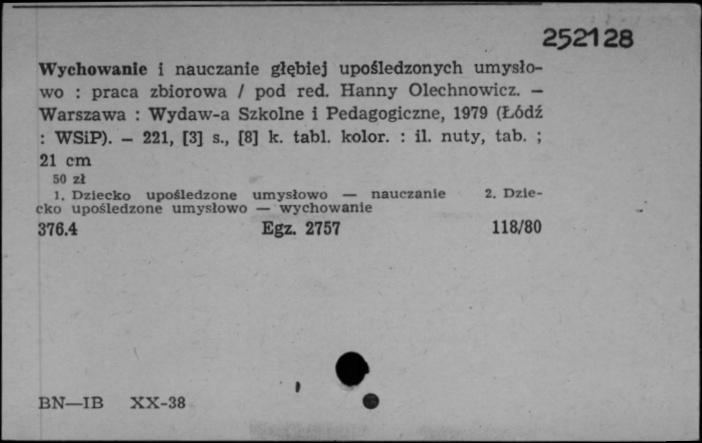 252128
Wychowanie i nauczanie głębiej upośledzonych umysło-
wo : praca zbiorowa / pod red. Hanny Olechnowicz. —
Warszawa : Wydaw-a Szkolne i Pedagogiczne, 1979 (Łódź
: WSiP). — 221, [3] s., [8] k. tabl. kolor. : il. nuty, tab. ;
21 cm
50 zł
1. Dziecko upośledzone umysłowo — nauczanie 2. Dzie-
cko upośledzone umysłowo — wychowanie
376.4 Egz. 2757 118/80
BN—IB XX-38